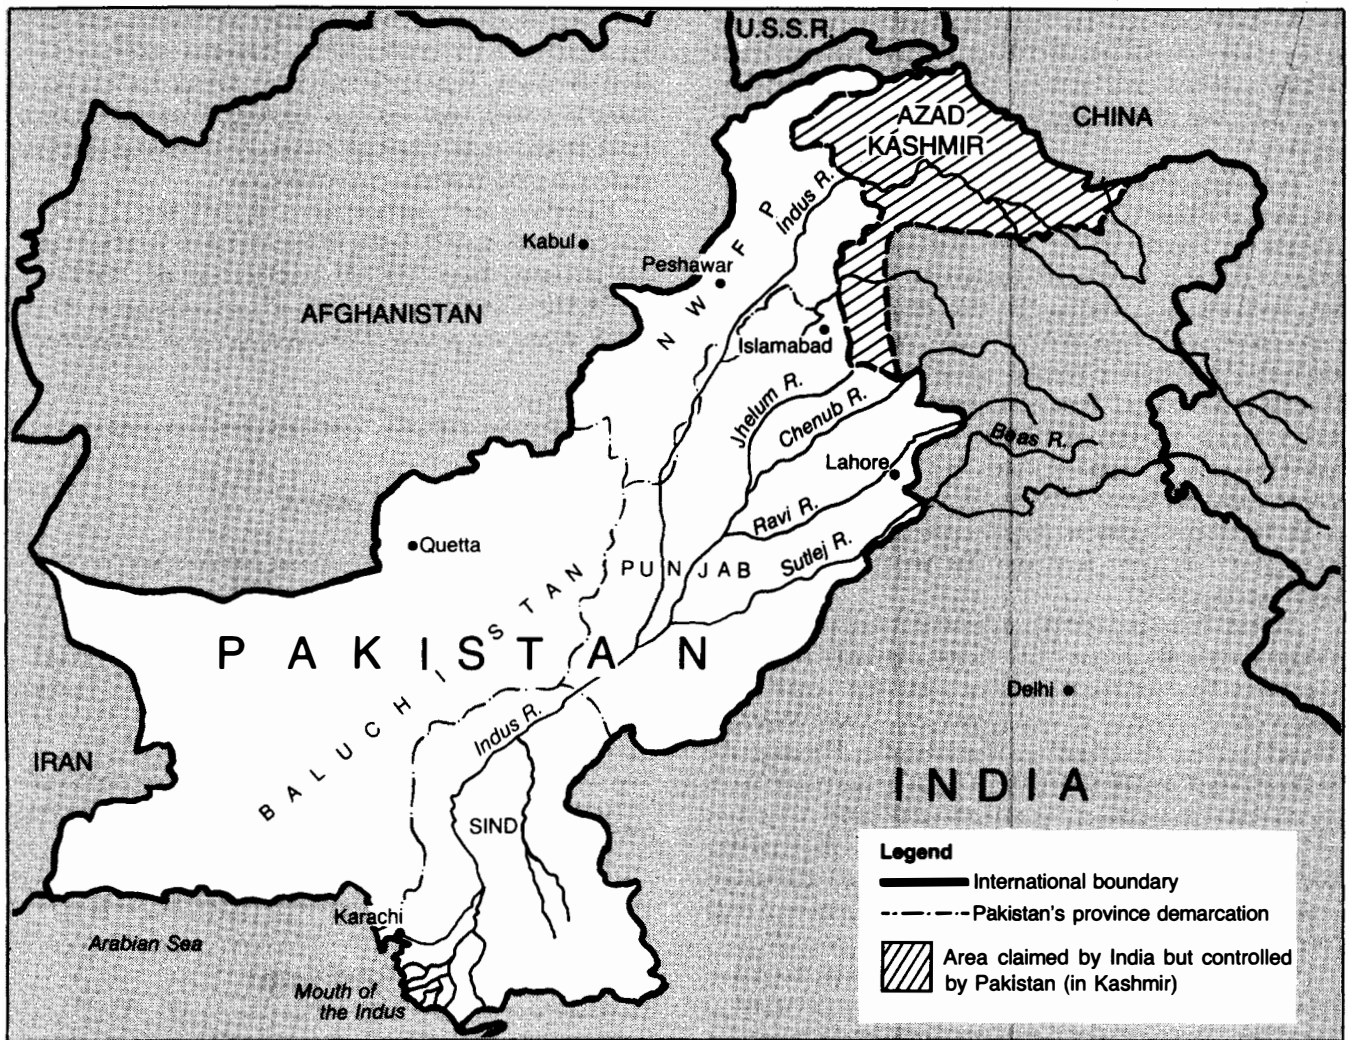 U.S.S.R.
AZAD
KASHMIR
CHINA
Indus R.
Kabul
Peshawar
N W F P
AFGHANISTAN
Islamabad
Jhelum R.
Chenub R.
Beas R.
Lahore
Ravi R.
Quetta
Sutlej R.
PUNJAB
PAKISTAN
BALUCHISTAN
Delhi
Indus R.
IRAN
INDIA
SIND
Legend
International boundary
Pakistan's province demarcation
Area claimed by India but controlled
by Pakistan (in Kashmir)
Karachi
Arabian Sea
Mouth of
the Indus